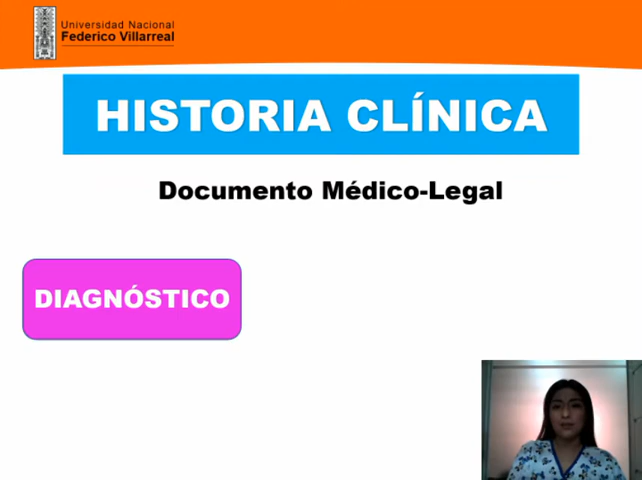 Universidad Nacional
Federico Villarreal
HISTORIA CLÍNICA
Documento Médico-Legal
DIAGNÓSTICO